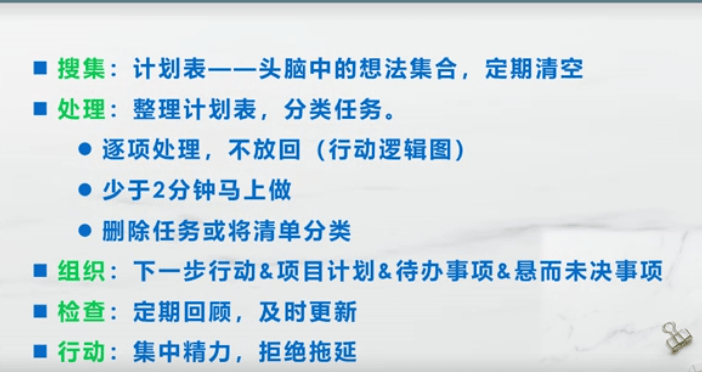 ■ 搜集：计划表——头脑中的想法集合，定期清空
■ 处理：整理计划表，分类任务。
● 逐项处理，不放回（行动逻辑图）
● 少于2分钟马上做
● 删除任务或将清单分类
■ 组织：下一步行动&项目计划&待办事项&悬而未决事项
■ 检查：定期回顾，及时更新
■ 行动：集中精力，拒绝拖延